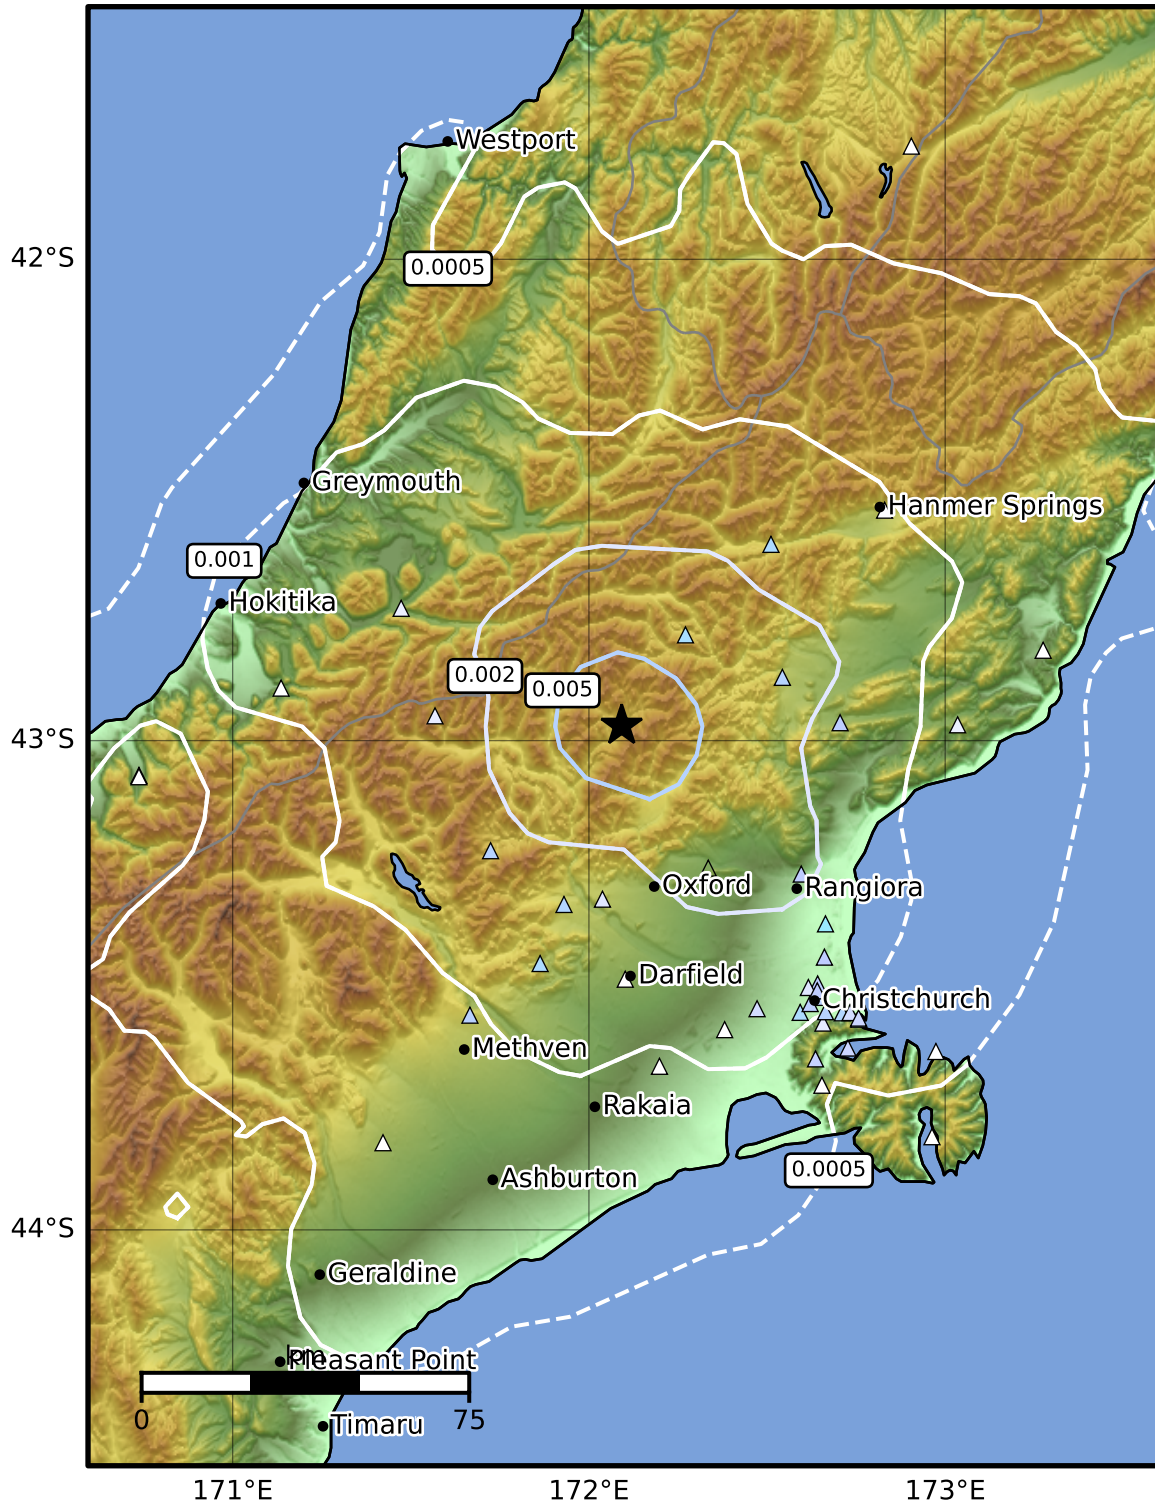 Westport
42°S
0.0005
Greymouth
Hanmer Springs
0.001
Hokitika
0.002
0.005
43°S
Oxford
Rangiora
Darfield
Christchurch
Methven
Rakaia
0.0005
Ashburton
44°S
Geraldine
km
Pleasant Point
0
75
Timaru
171°E
172°E
173°E